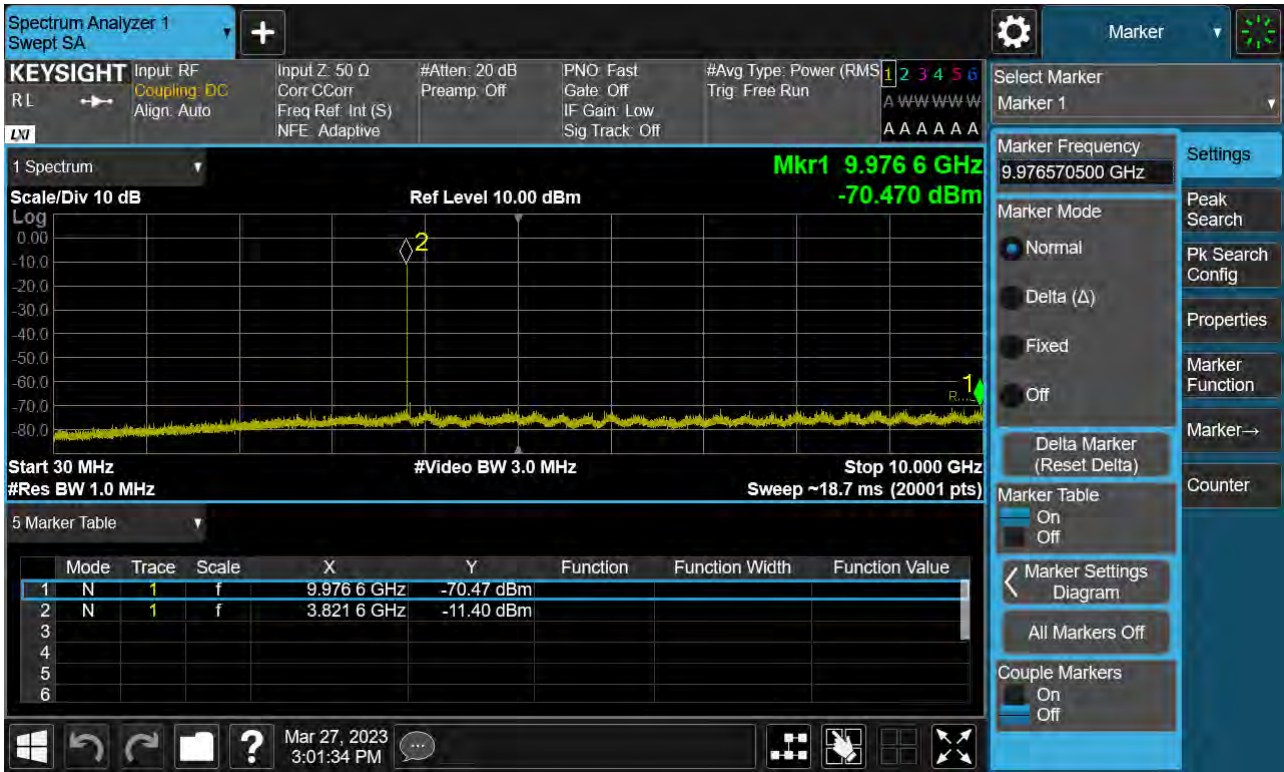 Spectrum Analyzer 1
Swept SA
Marker
KEYSIGHT
RL
LXI
Input: RF
Coupling: DC
Align: Auto
Input Z: 50 Ω
Corr CCorr
Freq Ref: Int (S)
NFE: Adaptive
#Atten: 20 dB
Preamp: Off
PNO: Fast
Gate: Off
IF Gain: Low
Sig Track: Off
#Avg Type: Power (RMS
Trig: Free Run
1 2 3 4 5 6
A W W W W W
A A A A A A
1 Spectrum
Scale/Div 10 dB
Ref Level 10.00 dBm
Mkr1 9.976 6 GHz
-70.470 dBm
Log
0.00
-10.0
-20.0
-30.0
-40.0
-50.0
-60.0
-70.0
-80.0
2
1
Start 30 MHz
#Video BW 3.0 MHz
Stop 10.000 GHz
#Res BW 1.0 MHz
Sweep ~18.7 ms (20001 pts)
5 Marker Table
Mode Trace Scale X Y Function Function Width Function Value
1 N 1 f 9.976 6 GHz -70.47 dBm
2 N 1 f 3.821 6 GHz -11.40 dBm
3
4
5
6
Mar 27, 2023
3:01:34 PM
Select Marker
Marker 1
Marker Frequency
9.976570500 GHz
Marker Mode
Normal
Delta (Δ)
Fixed
Off
Delta Marker
(Reset Delta)
Marker Table
On
Off
Marker Settings
Diagram
All Markers Off
Couple Markers
On
Off
Settings
Peak
Search
Pk Search
Config
Properties
Marker
Function
Marker→
Counter